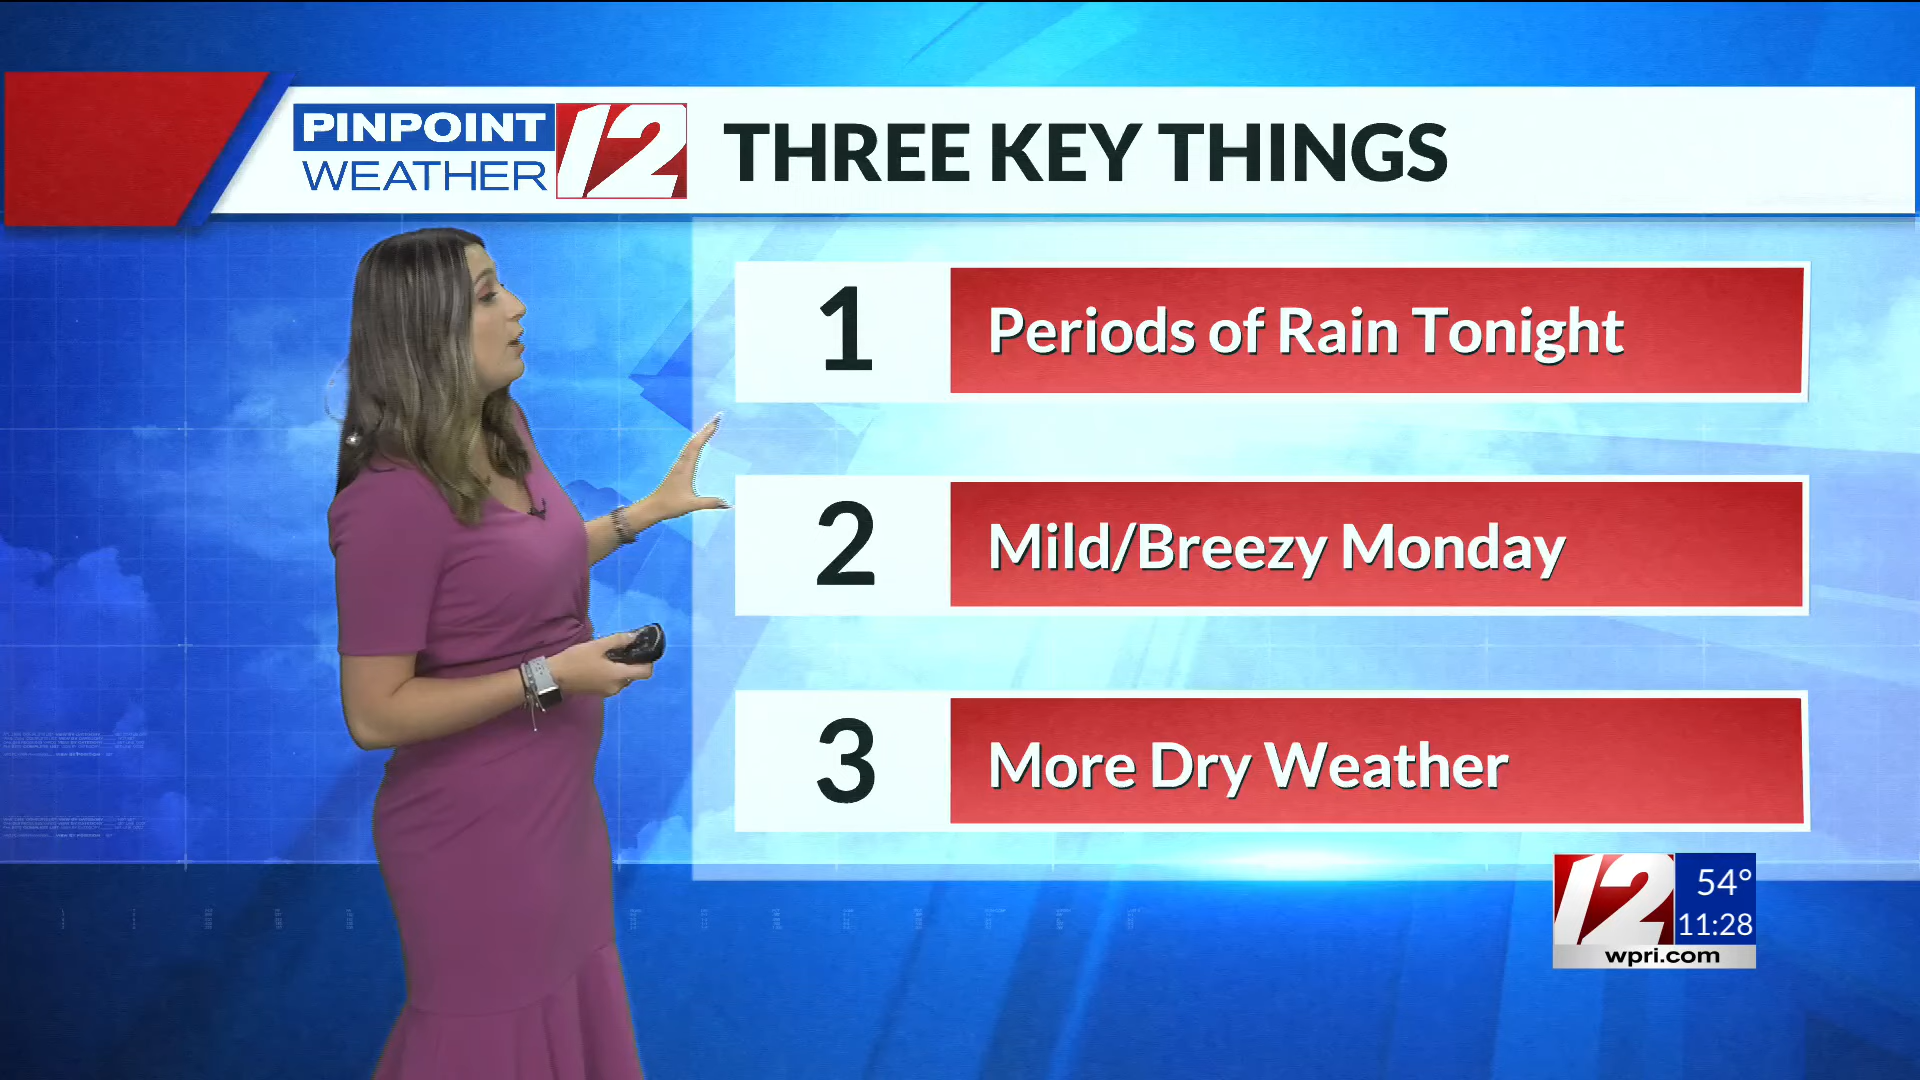 PINPOINT
WEATHER
12
THREE KEY THINGS
1
Periods of Rain Tonight
2
Mild/Breezy Monday
3
More Dry Weather
12
54°
11:28
wpri.com